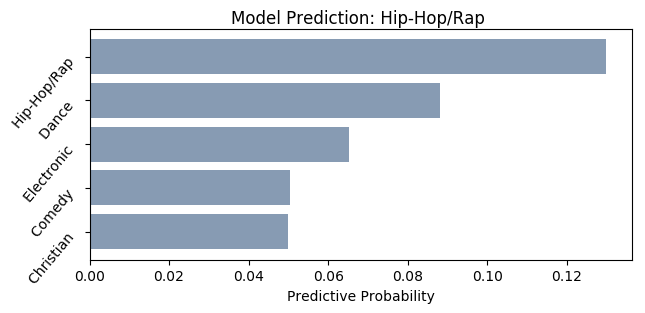 Model Prediction: Hip-Hop/Rap
Hip-Hop/Rap
Dance
Electronic
Comedy
Christian
0.00 0.02 0.04 0.06 0.08 0.10 0.12
Predictive Probability